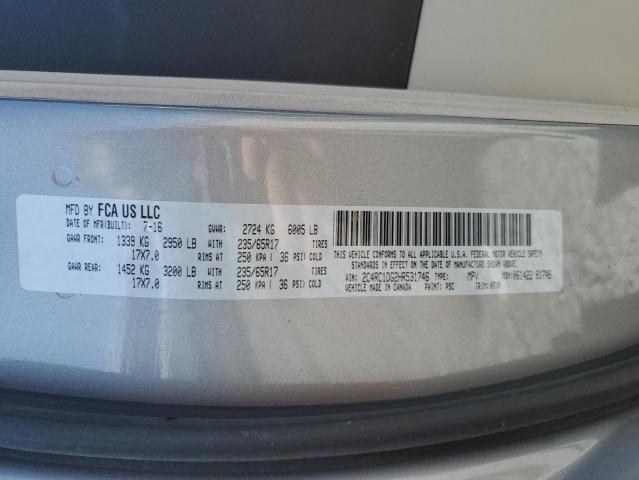 MFD BY FCA US LLC
DATE OF MFR(BUILT): 7-16 GVWR: 2724 KG 6005 LB
GAWR FRONT: 1339 KG 2950 LB WITH 235/65R17 TIRES
17X7.0 RIMS AT 250 KPA ( 36 PSI) COLD
GAWR REAR: 1452 KG 3200 LB WITH 235/65R17 TIRES
17X7.0 RIMS AT 250 KPA ( 36 PSI) COLD
THIS VEHICLE CONFORMS TO ALL APPLICABLE U.S.A. FEDERAL MOTOR VEHICLE SAFETY
STANDARDS IN EFFECT ON THE DATE OF MANUFACTURE SHOWN ABOVE.
VIN: 2C4RC1DG2HR531746 TYPE: MPV MDH: 061422 017AB
VEHICLE MADE IN CANADA PAINT: PSC TRIM: